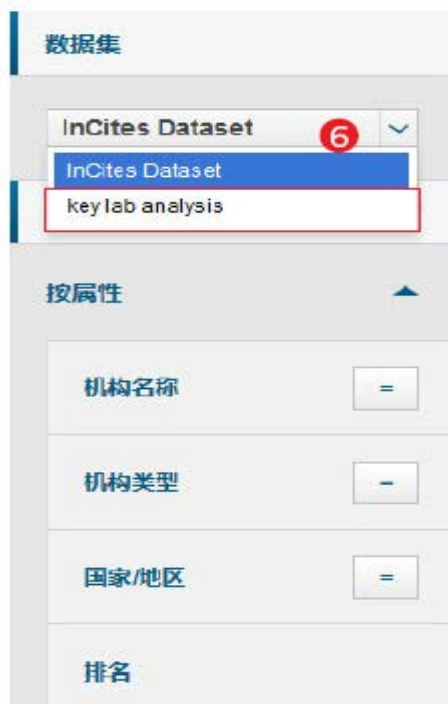 数据集
InCites Dataset 6
InCites Dataset
key lab analysis
按属性
机构名称 =
机构类型 –
国家/地区 =
排名